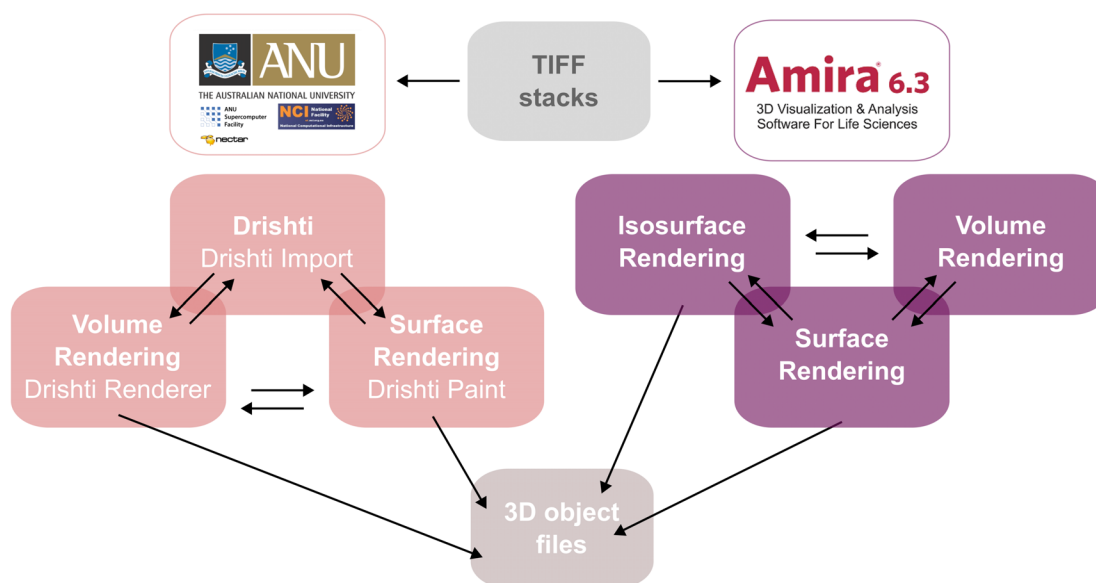 ANU
THE AUSTRALIAN NATIONAL UNIVERSITY
ANU
Supercomputer
Facility
NCI National
Facility
National Computational Infrastructure
nectar
TIFF
stacks
Amira 6.3
3D Visualization & Analysis
Software For Life Sciences
Drishti
Drishti Import
Volume
Rendering
Drishti Renderer
Surface
Rendering
Drishti Paint
Isosurface
Rendering
Volume
Rendering
Surface
Rendering
3D object
files